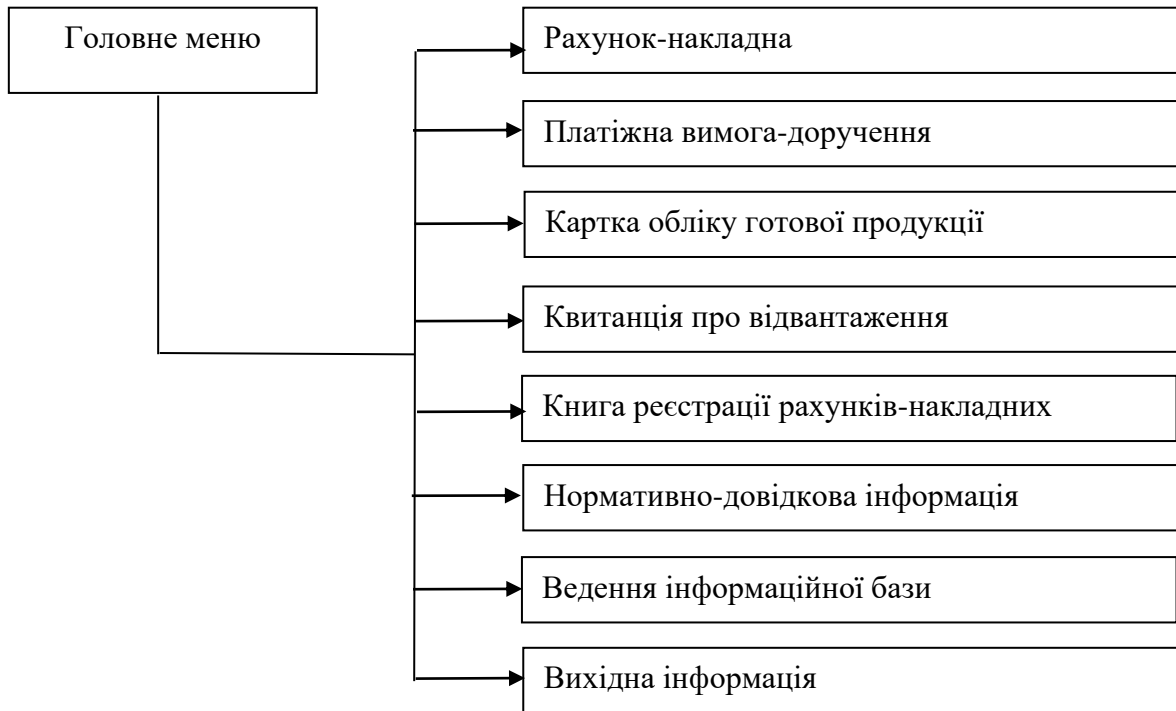 Головне меню
Рахунок-накладна
Платіжна вимога-доручення
Картка обліку готової продукції
Квитанція про відвантаження
Книга реєстрації рахунків-накладних
Нормативно-довідкова інформація
Ведення інформаційної бази
Вихідна інформація